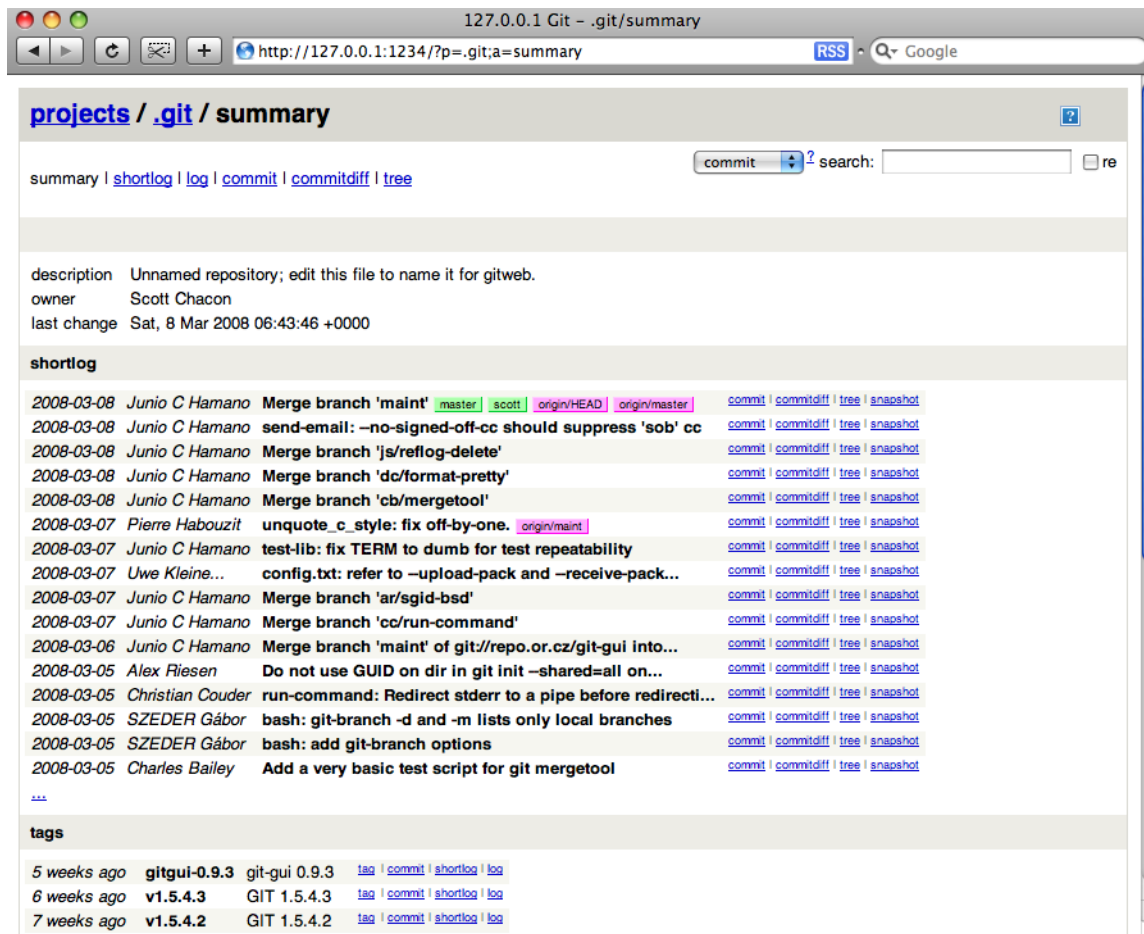 127.0.0.1 Git – .git/summary
http://127.0.0.1:1234/?p=.git;a=summary RSS Google
projects / .git / summary ?
commit ? search: re
summary | shortlog | log | commit | commitdiff | tree
description Unnamed repository; edit this file to name it for gitweb.
owner Scott Chacon
last change Sat, 8 Mar 2008 06:43:46 +0000
shortlog
2008-03-08 Junio C Hamano Merge branch 'maint' master scott origin/HEAD origin/master commit | commitdiff | tree | snapshot
2008-03-08 Junio C Hamano send-email: --no-signed-off-cc should suppress 'sob' cc commit | commitdiff | tree | snapshot
2008-03-08 Junio C Hamano Merge branch 'js/reflog-delete' commit | commitdiff | tree | snapshot
2008-03-08 Junio C Hamano Merge branch 'dc/format-pretty' commit | commitdiff | tree | snapshot
2008-03-08 Junio C Hamano Merge branch 'cb/mergetool' commit | commitdiff | tree | snapshot
2008-03-07 Pierre Habouzit unquote_c_style: fix off-by-one. origin/maint commit | commitdiff | tree | snapshot
2008-03-07 Junio C Hamano test-lib: fix TERM to dumb for test repeatability commit | commitdiff | tree | snapshot
2008-03-07 Uwe Kleine... config.txt: refer to --upload-pack and --receive-pack... commit | commitdiff | tree | snapshot
2008-03-07 Junio C Hamano Merge branch 'ar/sgid-bsd' commit | commitdiff | tree | snapshot
2008-03-07 Junio C Hamano Merge branch 'cc/run-command' commit | commitdiff | tree | snapshot
2008-03-06 Junio C Hamano Merge branch 'maint' of git://repo.or.cz/git-gui into... commit | commitdiff | tree | snapshot
2008-03-05 Alex Riesen Do not use GUID on dir in git init --shared=all on... commit | commitdiff | tree | snapshot
2008-03-05 Christian Couder run-command: Redirect stderr to a pipe before redirecti... commit | commitdiff | tree | snapshot
2008-03-05 SZEDER Gábor bash: git-branch -d and -m lists only local branches commit | commitdiff | tree | snapshot
2008-03-05 SZEDER Gábor bash: add git-branch options commit | commitdiff | tree | snapshot
2008-03-05 Charles Bailey Add a very basic test script for git mergetool commit | commitdiff | tree | snapshot
...
tags
5 weeks ago gitgui-0.9.3 git-gui 0.9.3 tag | commit | shortlog | log
6 weeks ago v1.5.4.3 GIT 1.5.4.3 tag | commit | shortlog | log
7 weeks ago v1.5.4.2 GIT 1.5.4.2 tag | commit | shortlog | log